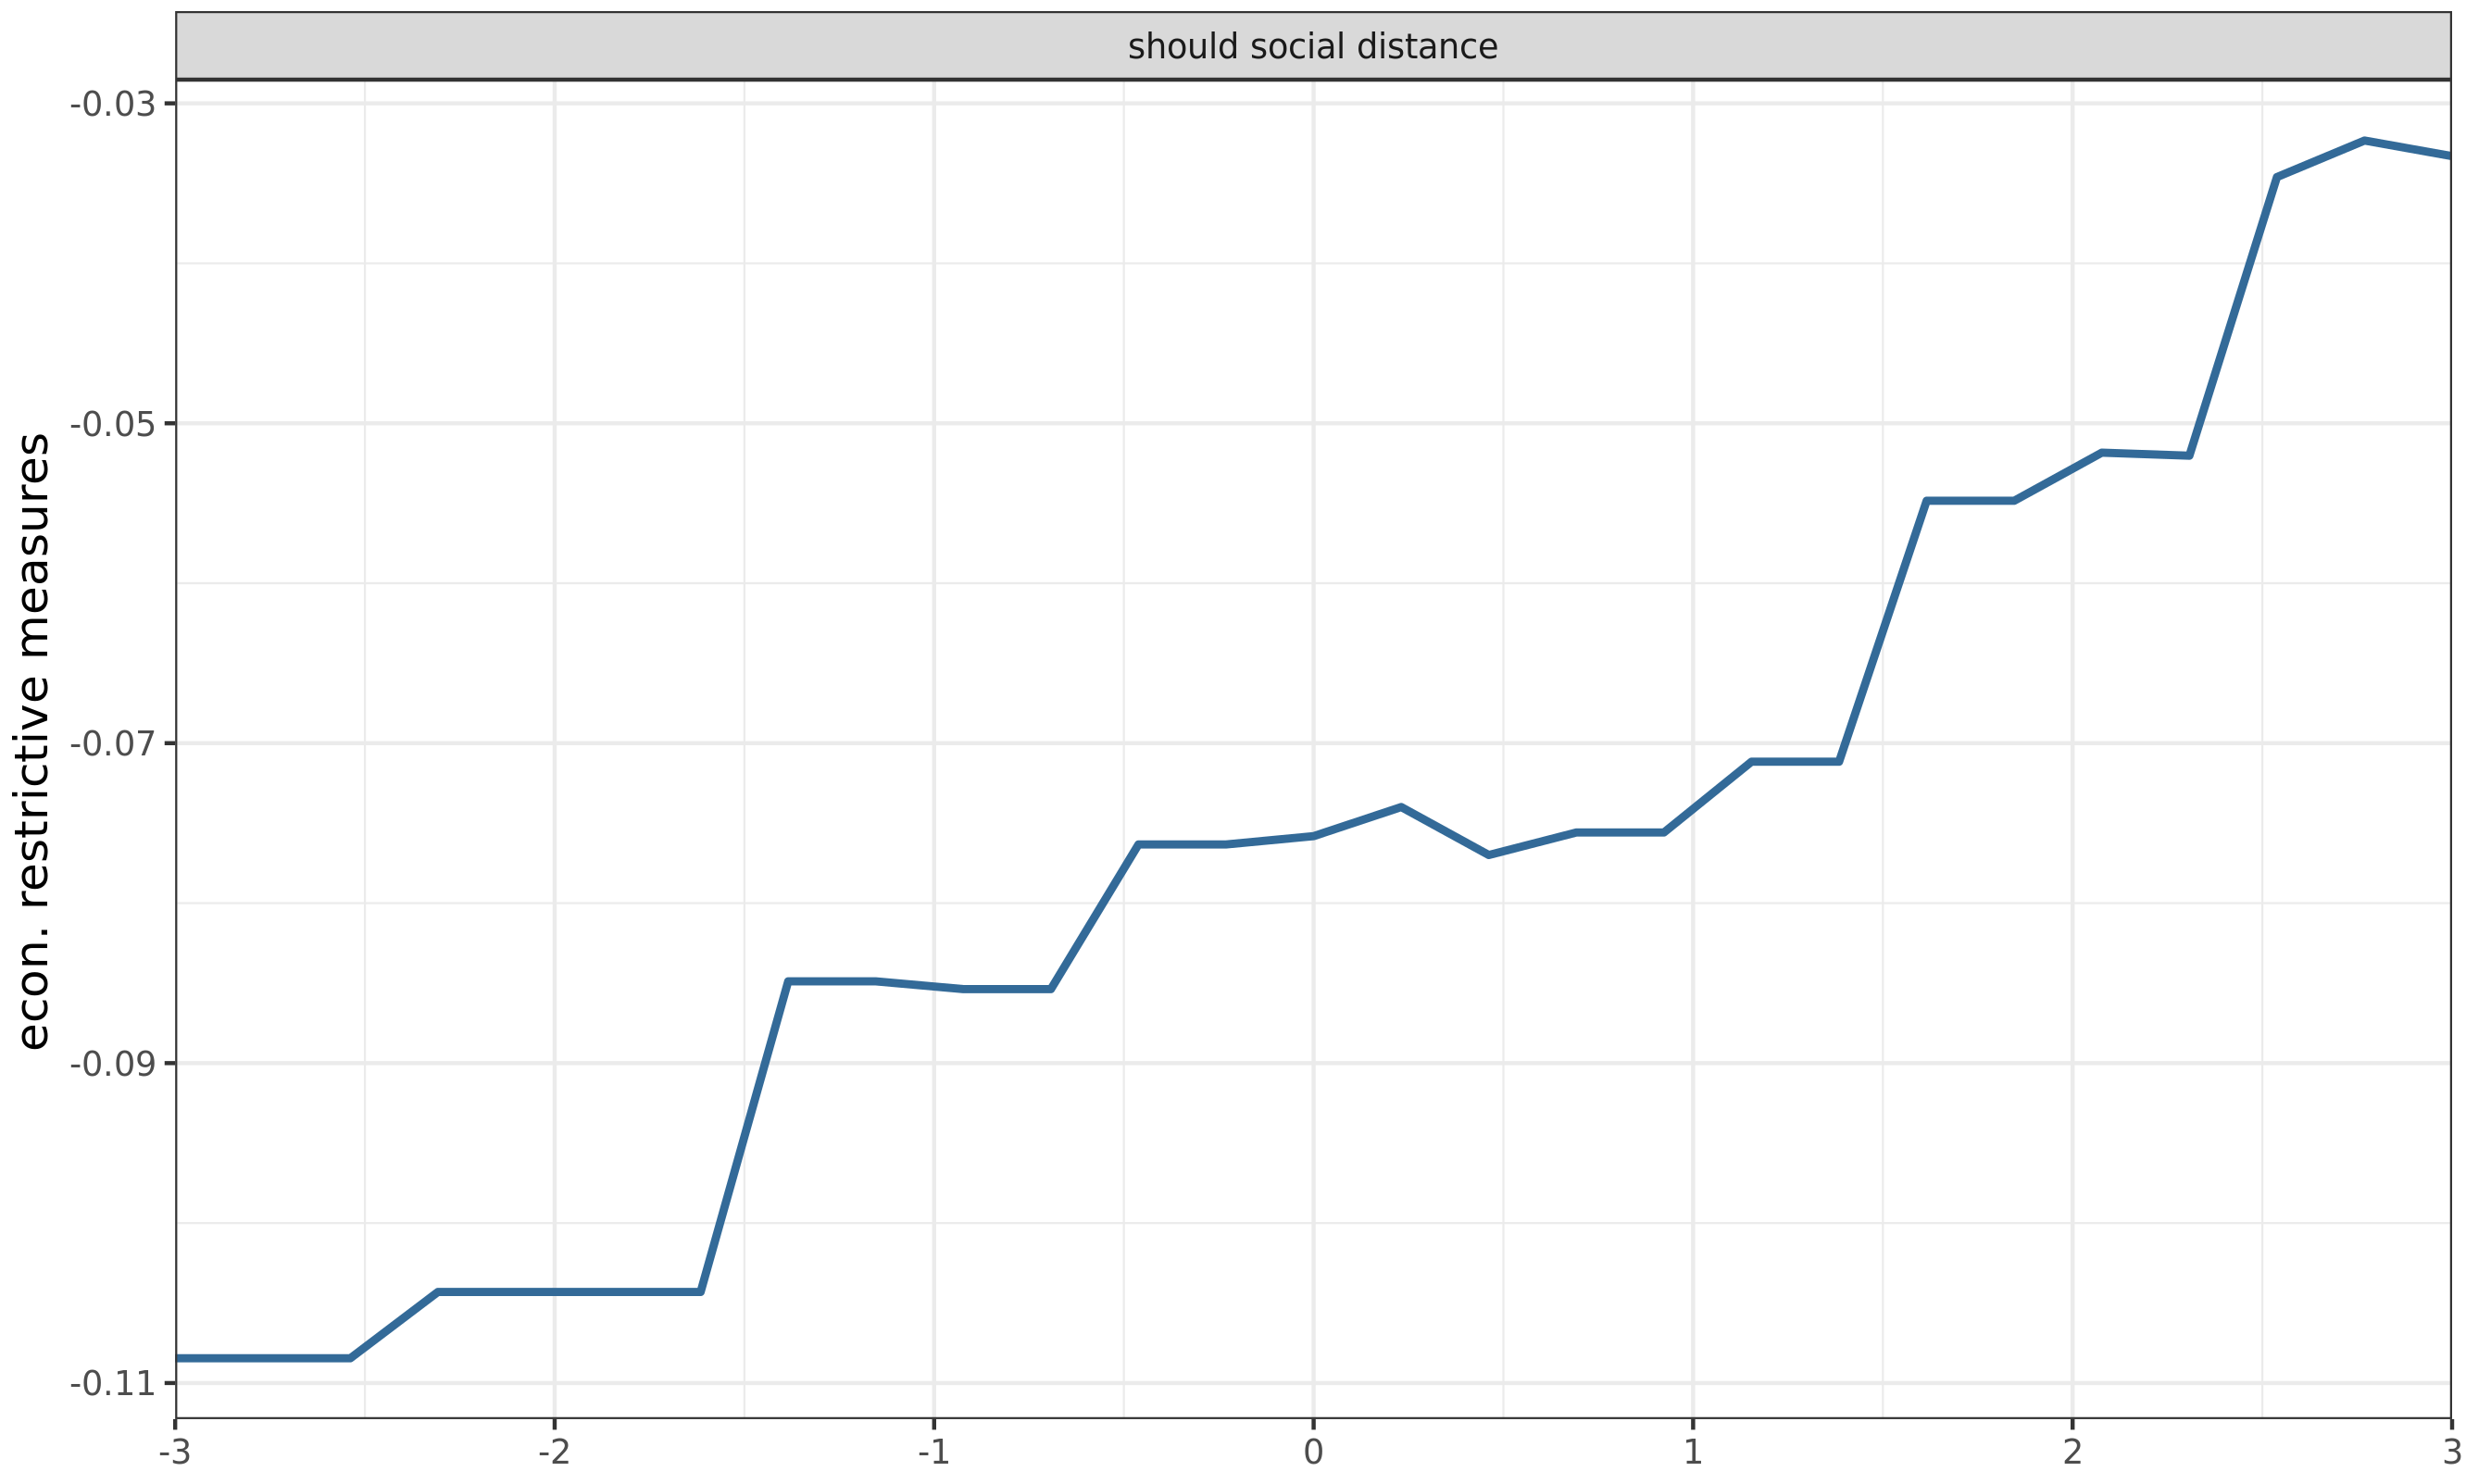 shoud social distance
econ. restrictive measures
-0.03
-0.05
-0.07
-0.09
-0.11
-3 -2 -1 0 1 2 3